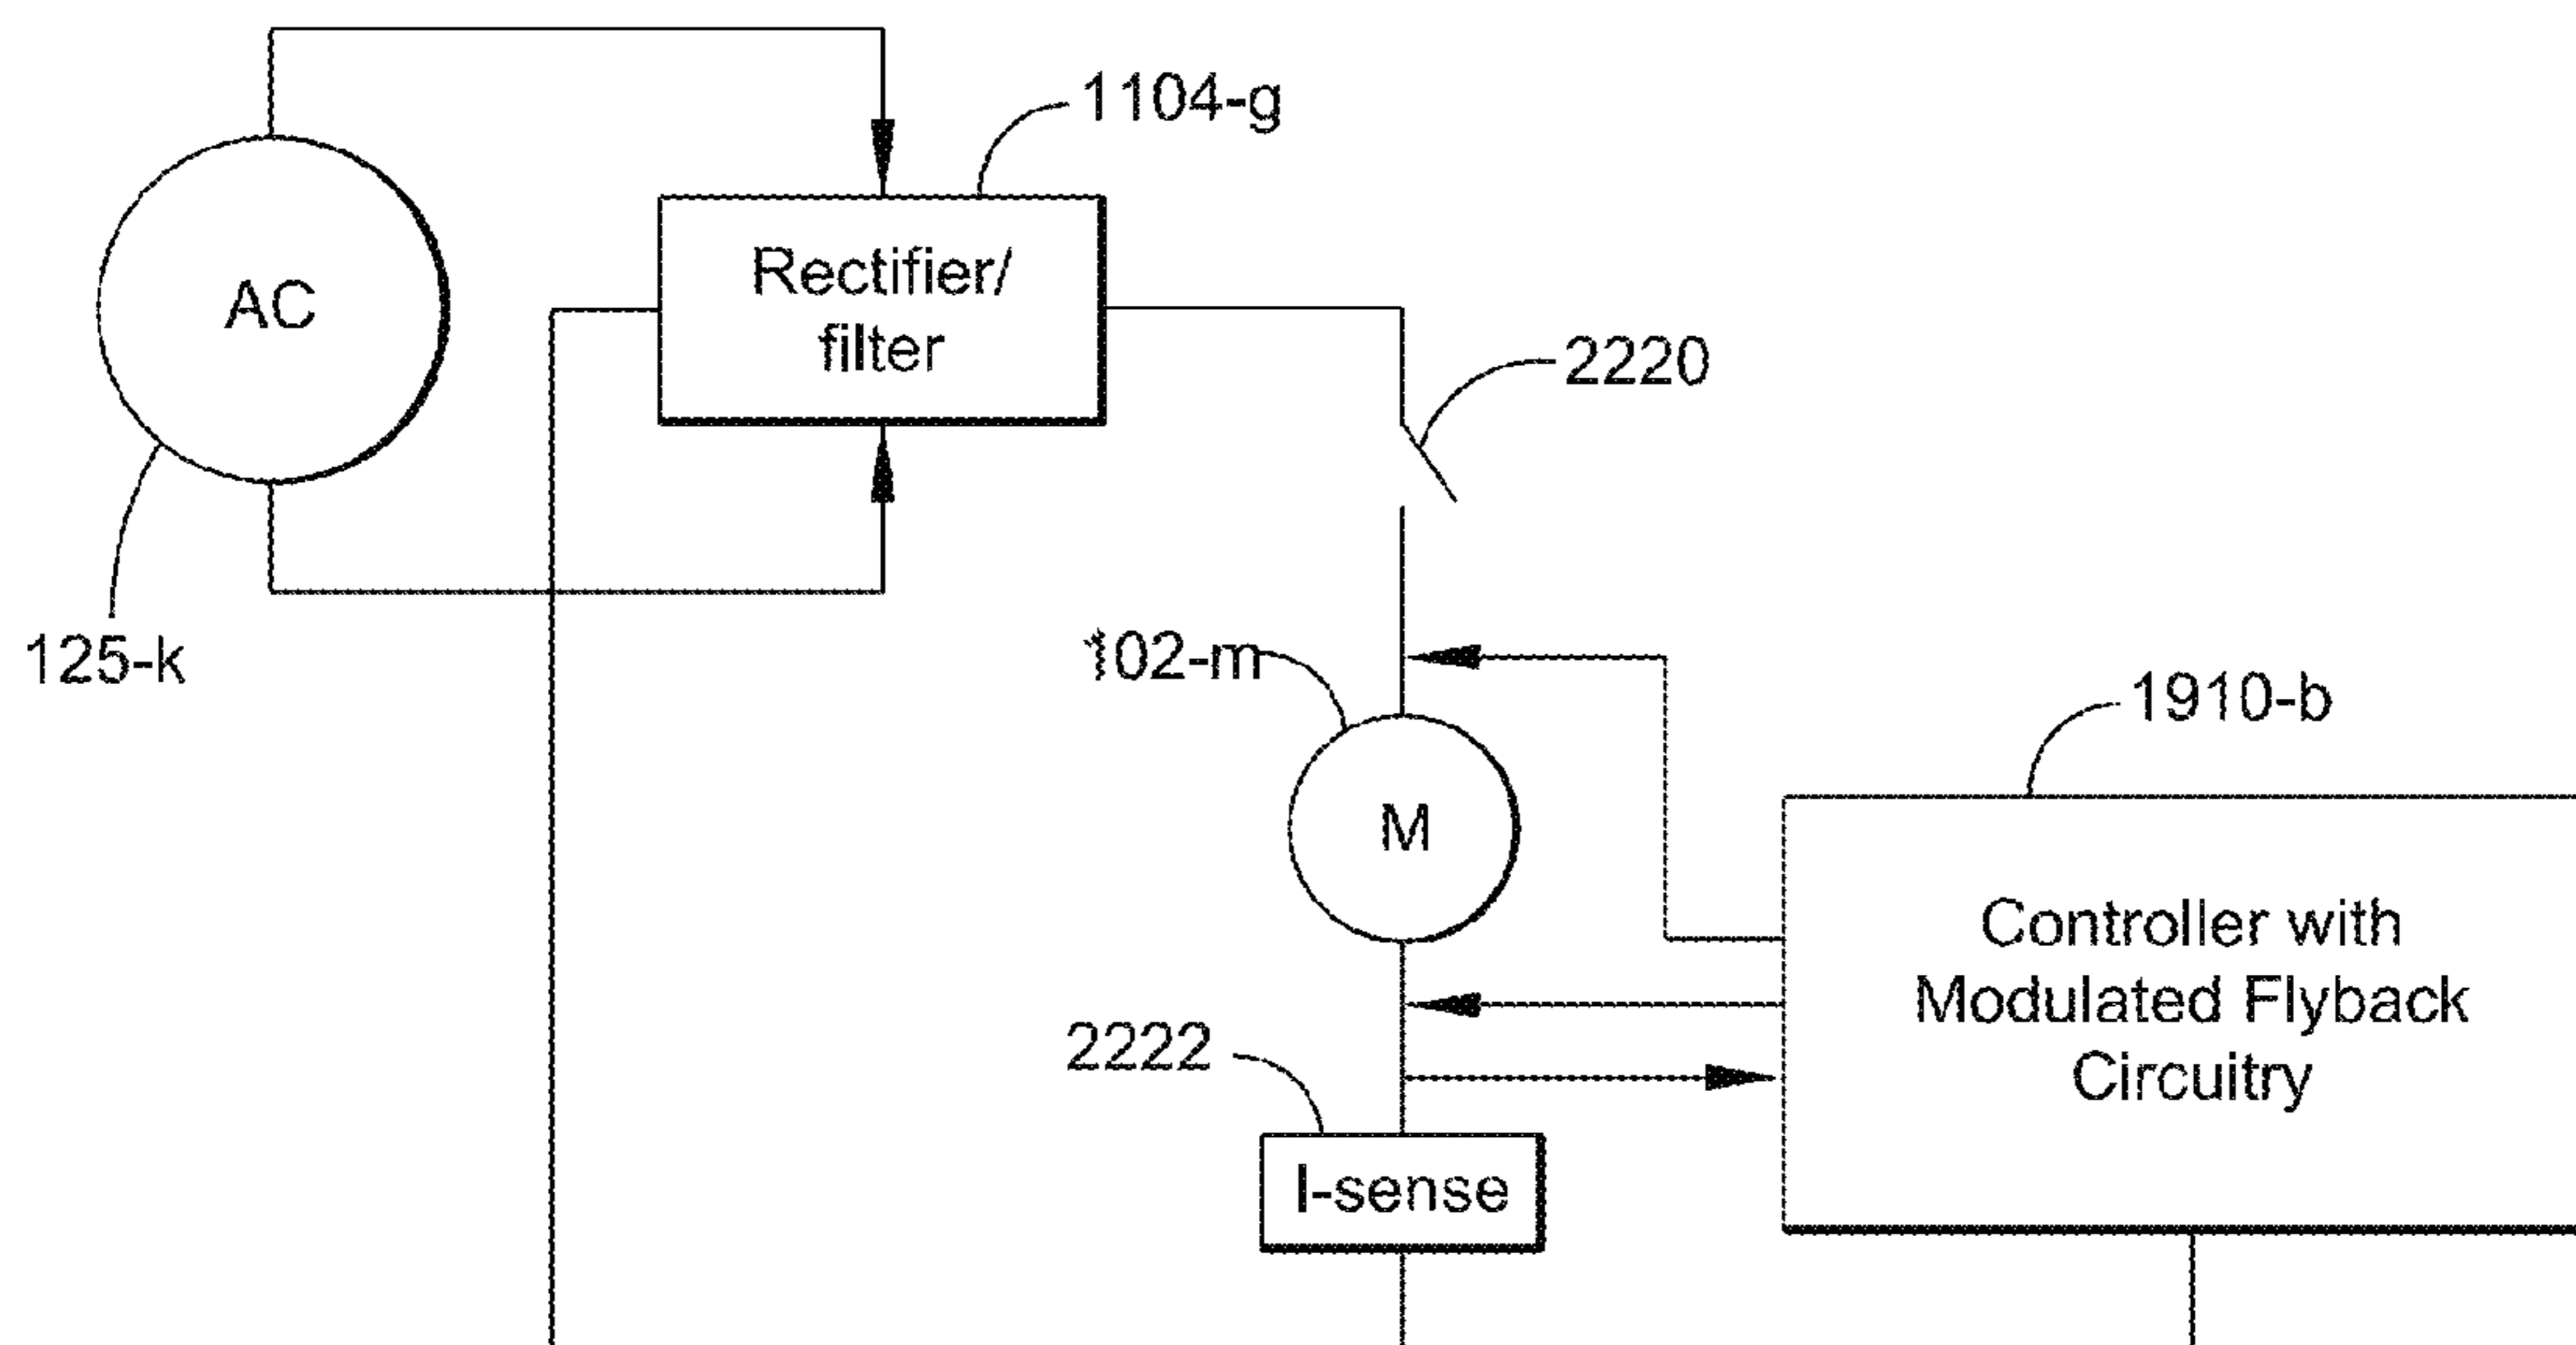 1104-g
Rectifier/
filter
AC
2220
125-k
102-m
1910-b
M
Controller with
Modulated Flyback
Circuitry
2222
I-sense